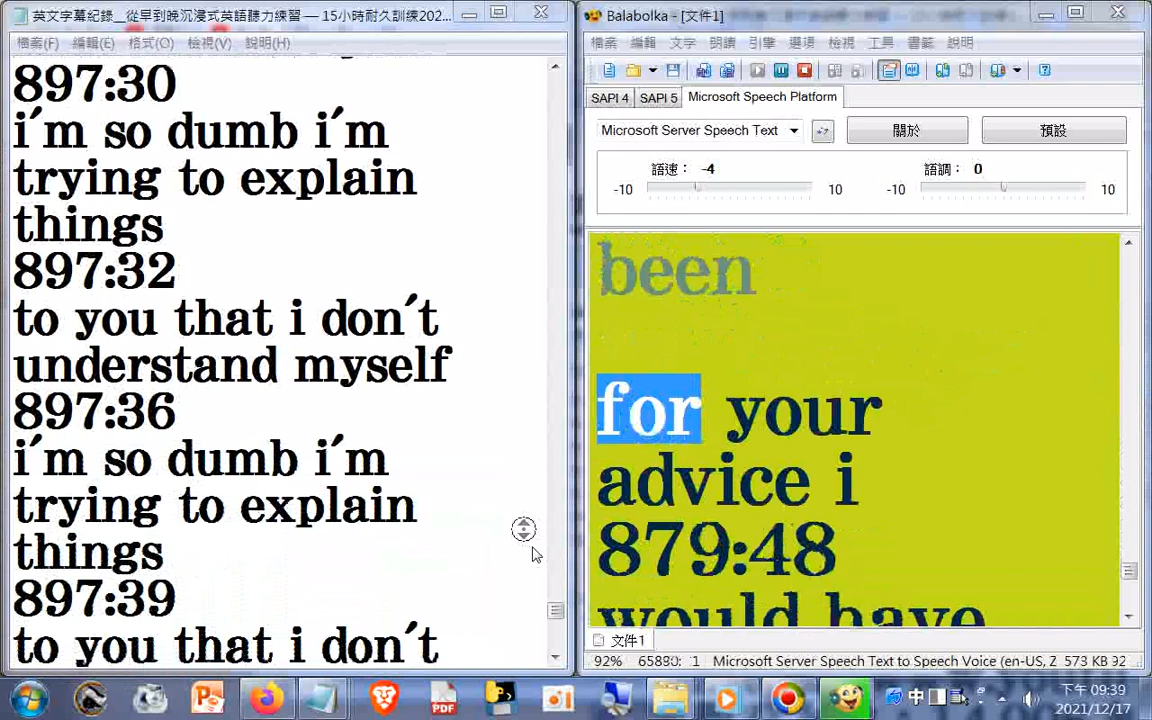 英文字幕紀錄__從早到晚沉浸式英語聽力練習 — 15小時耐久訓練202...
檔案(F) 編輯(E) 格式(O) 檢視(V) 說明(H)
897:30
i´m so dumb i´m
trying to explain
things
897:32
to you that i don´t
understand myself
897:36
i´m so dumb i´m
trying to explain
things
897:39
to you that i don´t
Balabolka - [文件1]
檔案 編輯 文字 朗讀 引擎 選項 檢視 工具 書籤 說明
SAPI 4 SAPI 5 Microsoft Speech Platform
Microsoft Server Speech Text 關於 預設
語速： -4 語調： 0
-10 10 -10 10
been
for your
advice i
879:48
would have
文件1
92% 65880: 1 Microsoft Server Speech Text to Speech Voice (en-US, Z 573 KB 92
中
下午 09:39
2021/12/17